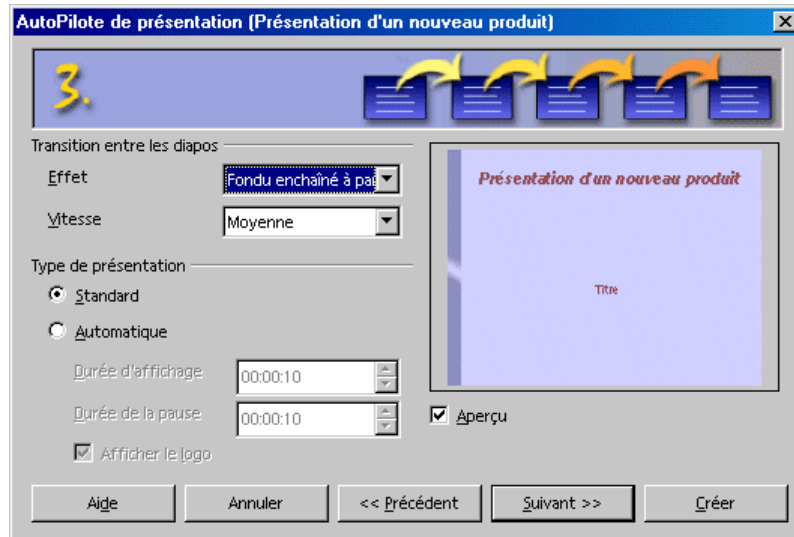 AutoPilote de présentation (Présentation d'un nouveau produit)
3.
Transition entre les diapos
Effet
Fondu enchaîné à pa
Vitesse
Moyenne
Type de présentation
Standard
Automatique
Durée d'affichage
00:00:10
Durée de la pause
00:00:10
Afficher le logo
Présentation d'un nouveau produit
Titre
Aperçu
Aide
Annuler
<< Précédent
Suivant >>
Créer